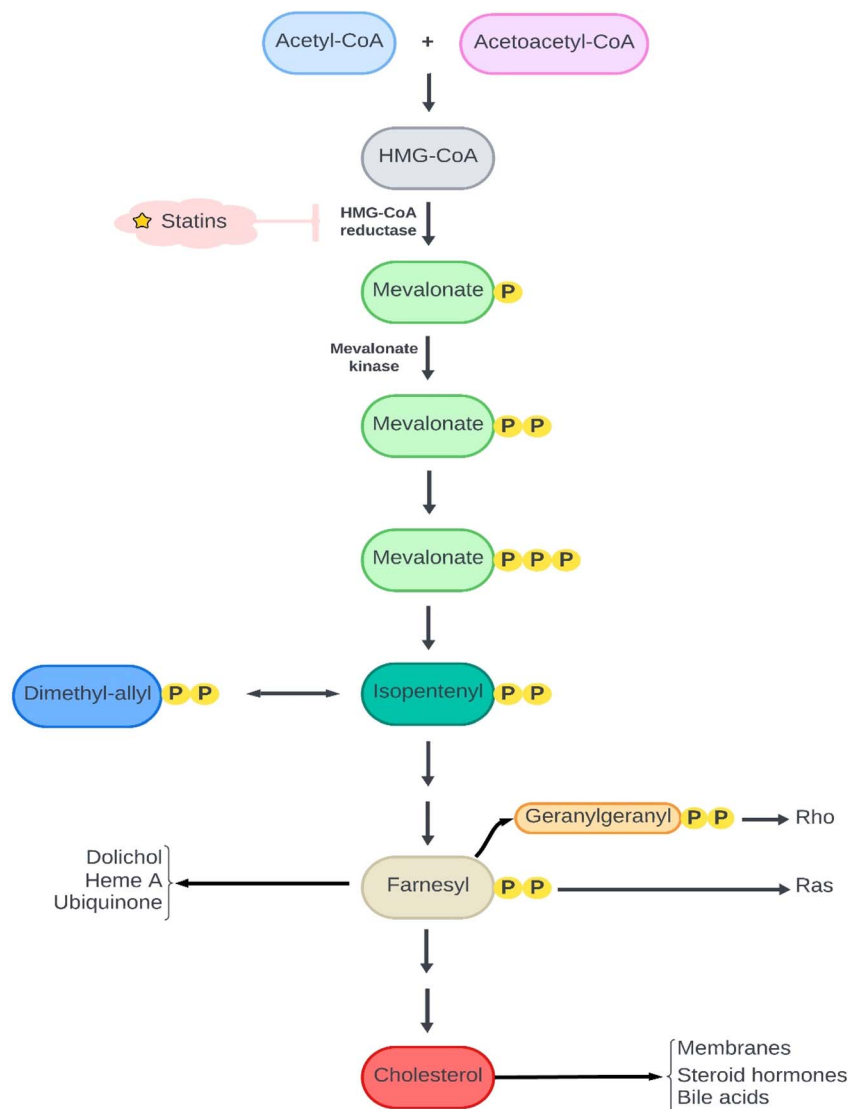 Acetyl-CoA + Acetoacetyl-CoA
HMG-CoA
Statins
HMG-CoA
reductase
Mevalonate P
Mevalonate
kinase
Mevalonate P P
Mevalonate P P P
Dimethyl-allyl P P
Isopentenyl P P
Geranylgeranyl P P
Rho
Dolichol
Heme A
Ubiquinone
Farnesyl P P
Ras
Cholesterol
Membranes
Steroid hormones
Bile acids